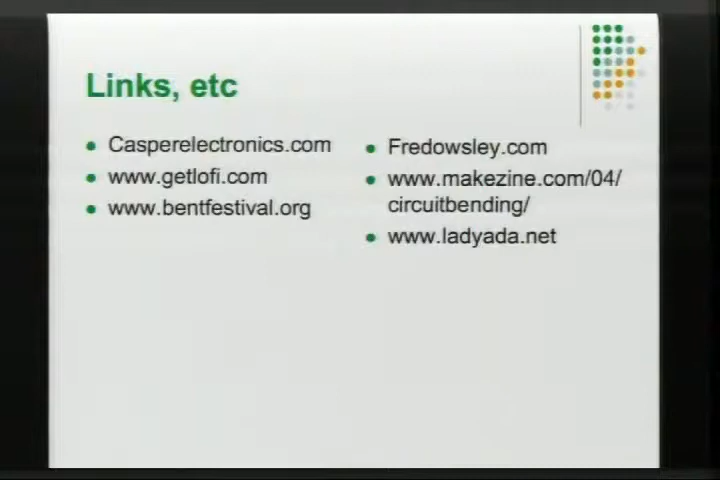 Links, etc
Casperelectronics.com
www.getlofi.com
www.bentfestival.org
Fredowsley.com
www.makezine.com/04/
circuitbending/
www.ladyada.net